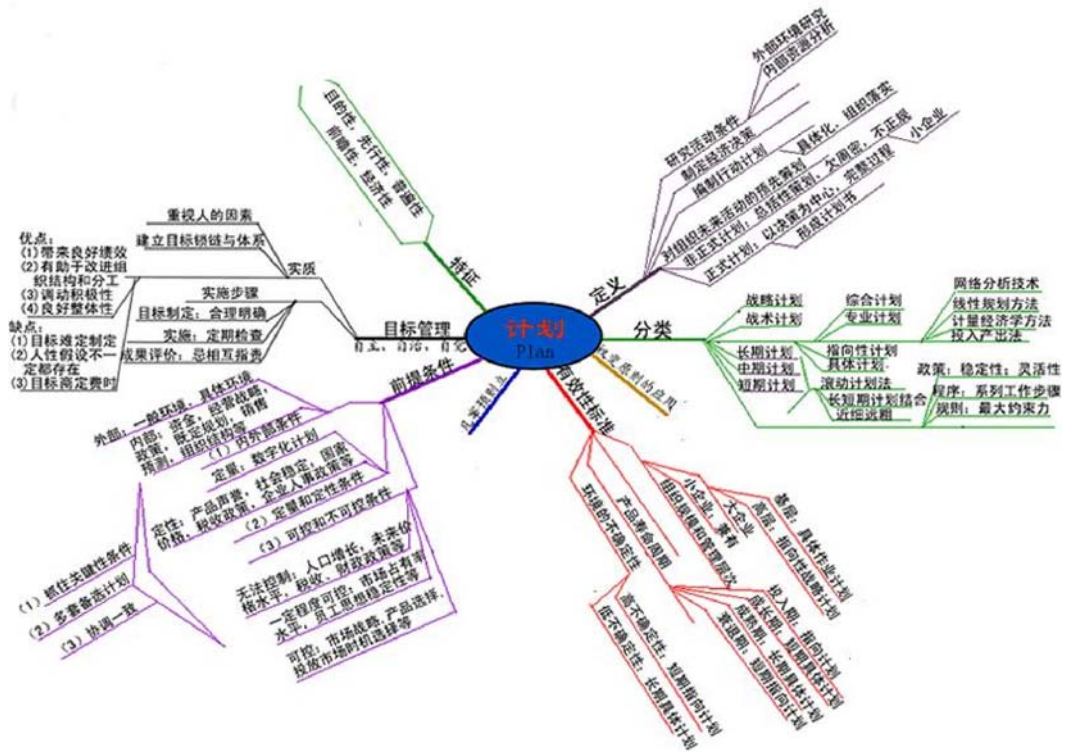 计划
Plan
特征
目的性，先行性，普遍性
前瞻性，经济性
定义
研究活动条件
外部环境研究
内部资源分析
制定经济决策
编制行动计划
具体化、组织落实
对组织未来活动的预先筹划
非正式计划：总括性策划，欠周密，不正规
小企业
正式计划：以决策为中心，完整过程
形成计划书
分类
战略计划
战术计划
综合计划
专业计划
网络分析技术
线性规划方法
计量经济学方法
投入产出法
长期计划
中期计划
短期计划
指向性计划
具体计划
滚动计划法
长短期计划结合
近细远粗
政策：稳定性；灵活性
程序：系列工作步骤
规则：最大约束力
权变原则的应用
有效性标准
组织规模和管理层次
小企业：兼有
大企业
基层：具体作业计划
高层：指向性战略计划
产品寿命周期
投入期：指向计划
成长期：短期具体计划
成熟期：长期具体计划
衰退期：短期指向计划
环境的不确定性
高不确定性：短期指向计划
低不确定性：长期具体计划
前提条件
（1）内外部条件
外部：一般环境，具体环境
内部：资金，经营战略，
政策，既定规划，销售
预测，组织结构等
（2）定量和定性条件
定量：数字化计划
定性：产品声誉，社会稳定；国家
价格、税收政策、企业人事政策等
（3）可控和不可控条件
无法控制：人口增长，未来价
格水平，税收、财政政策等
一定程度可控：市场占有率
水平，员工思想稳定性等
可控：市场战略，产品选择，
投放市场时机选择等
（1）抓住关键性条件
（2）多套备选计划
（3）协调一致
目标管理
实质
重视人的因素
建立目标锁链与体系
实施步骤
目标制定：合理明确
实施：定期检查
成果评价：忌相互指责
优点：
(1)带来良好绩效
(2)有助于改进组
织结构和分工
(3)调动积极性
(4)良好整体性
缺点：
(1)目标难定制定
(2)人性假设不一
定都存在
(3)目标商定费时